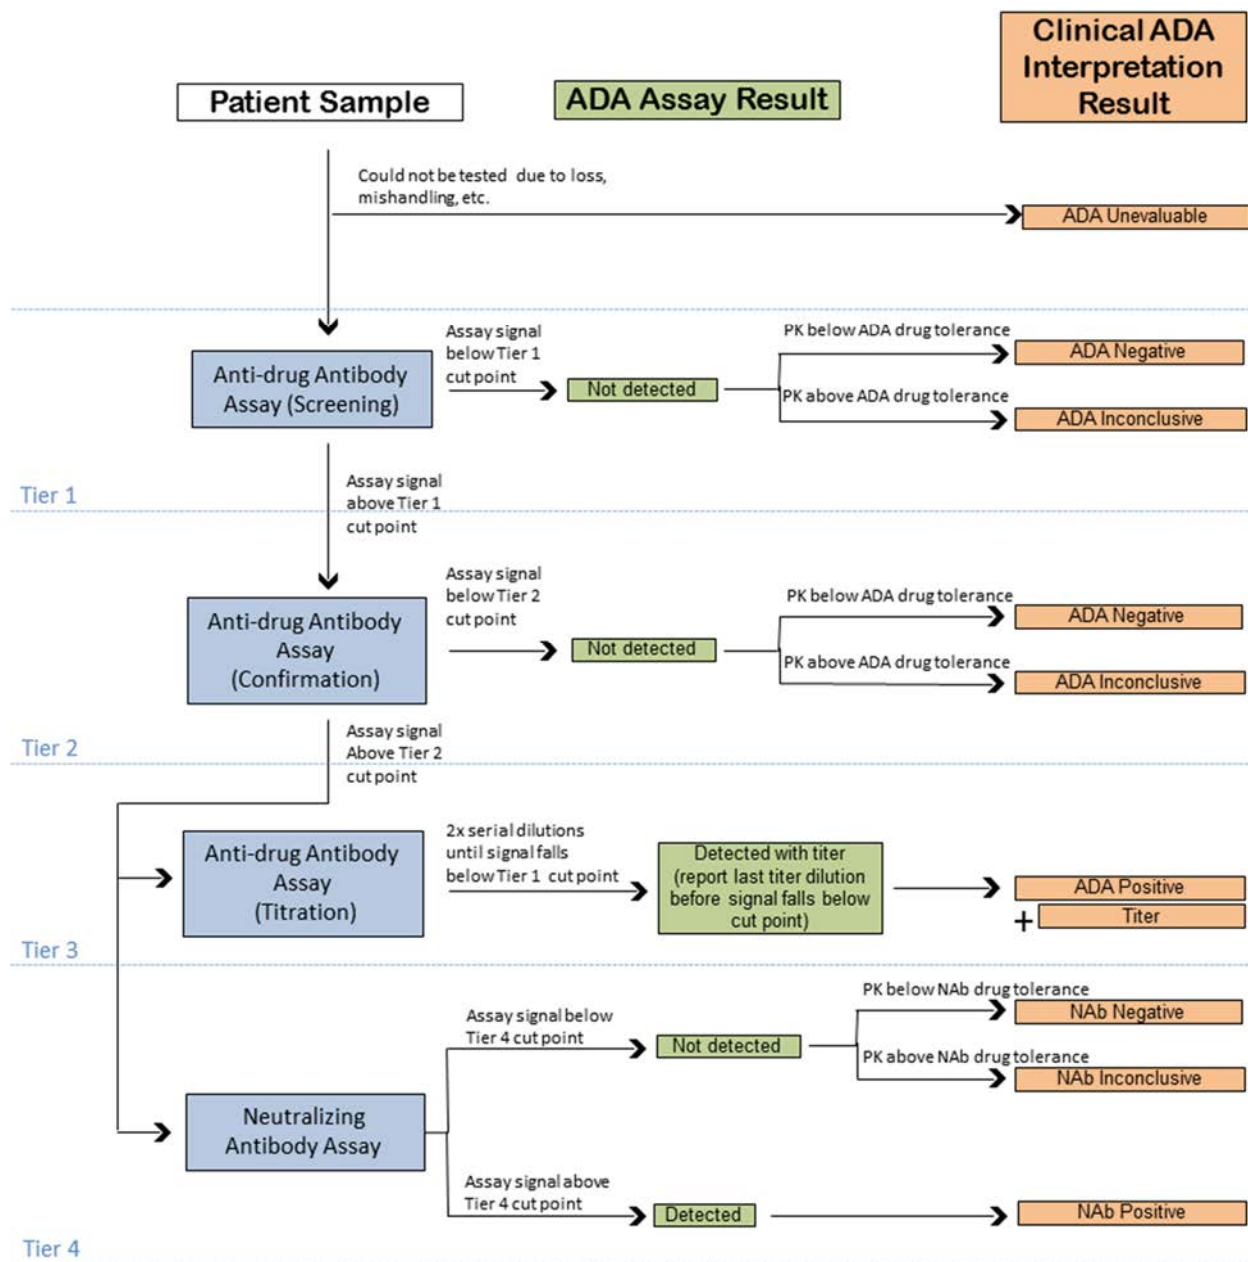 Patient Sample
ADA Assay Result
Clinical ADA
Interpretation
Result
Could not be tested due to loss,
mishandling, etc.
ADA Unevaluable
Anti-drug Antibody
Assay (Screening)
Assay signal
below Tier 1
cut point
Not detected
PK below ADA drug tolerance
ADA Negative
PK above ADA drug tolerance
ADA Inconclusive
Tier 1
Assay signal
above Tier 1
cut point
Anti-drug Antibody
Assay
(Confirmation)
Assay signal
below Tier 2
cut point
Not detected
PK below ADA drug tolerance
ADA Negative
PK above ADA drug tolerance
ADA Inconclusive
Tier 2
Assay signal
Above Tier 2
cut point
Anti-drug Antibody
Assay
(Titration)
2x serial dilutions
until signal falls
below Tier 1 cut point
Detected with titer
(report last titer dilution
before signal falls below
cut point)
ADA Positive
+
Titer
Tier 3
Neutralizing
Antibody Assay
Assay signal below
Tier 4 cut point
Not detected
PK below NAb drug tolerance
NAb Negative
PK above NAb drug tolerance
NAb Inconclusive
Assay signal above
Tier 4 cut point
Detected
NAb Positive
Tier 4